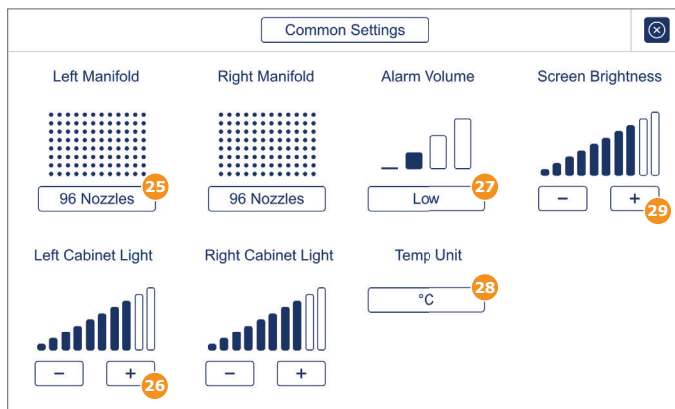 Common Settings
Left Manifold
Right Manifold
Alarm Volume
Screen Brightness
96 Nozzles
25
96 Nozzles
Low
27
−
+
29
Left Cabinet Light
Right Cabinet Light
Temp Unit
°C
28
−
+
26
−
+